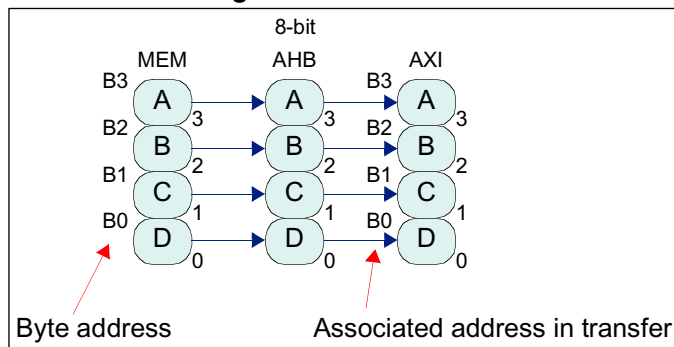 8-bit
MEM AHB AXI
B3 B3
A A A
3 3 3
B2 B2
B B B
2 2 2
B1 B1
C C C
1 1 1
B0 B0
D D D
0 0 0
Byte address Associated address in transfer